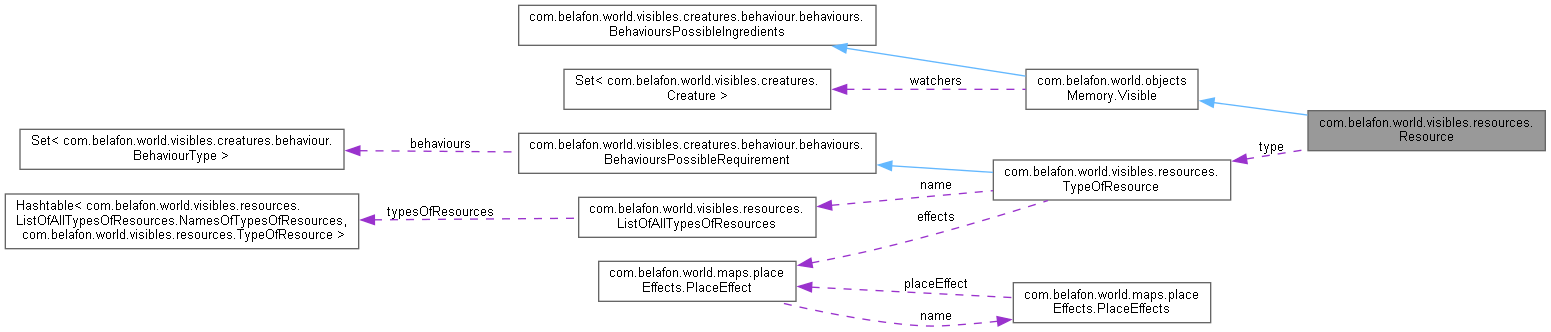 com.belafon.world.visibles.creatures.behaviour.behaviours.
BehavioursPossibleIngredients
Set< com.belafon.world.visibles.creatures.
Creature >
watchers
com.belafon.world.objects
Memory.Visible
com.belafon.world.visibles.resources.
Resource
Set< com.belafon.world.visibles.creatures.behaviour.
BehaviourType >
behaviours
com.belafon.world.visibles.creatures.behaviour.behaviours.
BehavioursPossibleRequirement
type
com.belafon.world.visibles.resources.
TypeOfResource
Hashtable< com.belafon.world.visibles.resources.
ListOfAllTypesOfResources.NamesOfTypesOfResources,
com.belafon.world.visibles.resources.TypeOfResource >
typesOfResources
com.belafon.world.visibles.resources.
ListOfAllTypesOfResources
name
effects
com.belafon.world.maps.place
Effects.PlaceEffect
placeEffect
name
com.belafon.world.maps.place
Effects.PlaceEffects